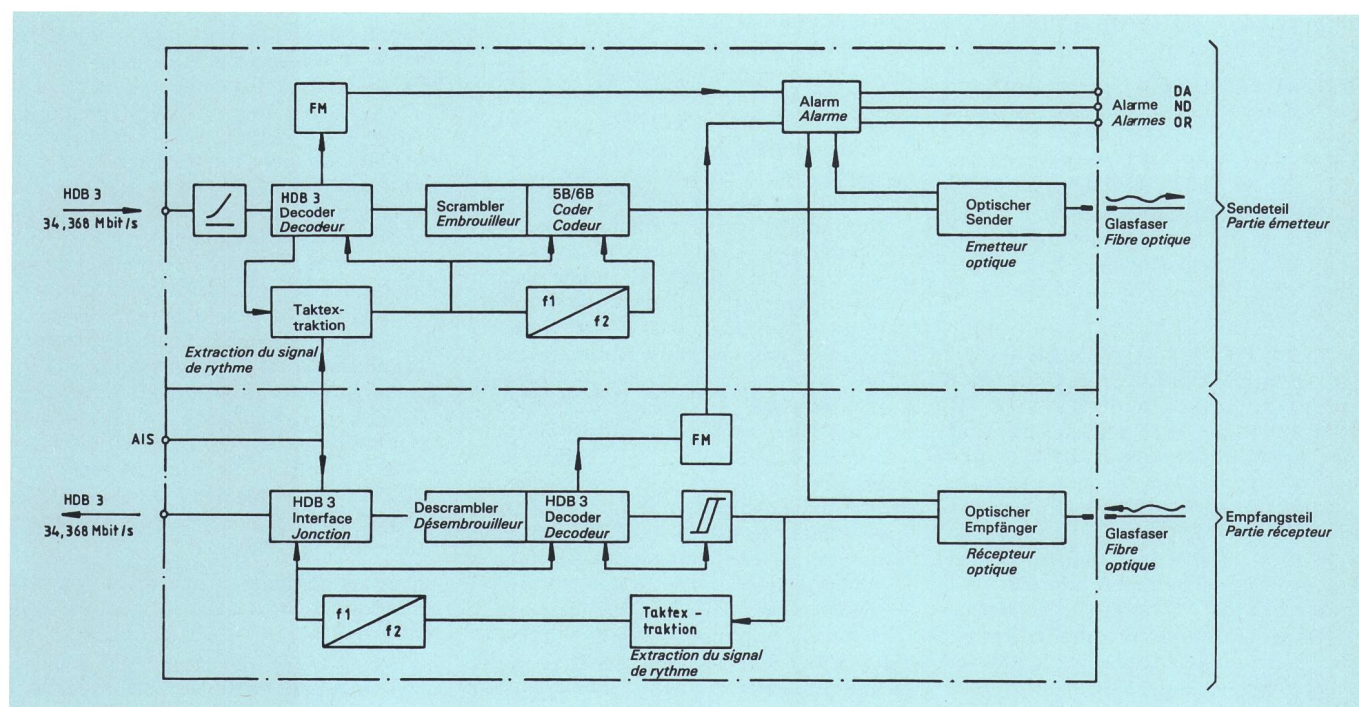 FM
Alarm
Alarme
DA
Alarme ND
Alarmes OR
HDB 3
34,368 Mbit/s
HDB 3
Decoder
Decodeur
Scrambler
Embrouilleur
5B/6B
Coder
Codeur
Optischer
Sender
Emetteur
optique
Glasfaser
Fibre optique
Sendeteil
Partie émetteur
Taktex-
traktion
f1
f2
Extraction du signal
de rythme
AIS
FM
HDB 3
34,368 Mbit/s
HDB 3
Interface
Jonction
Descrambler
Désembrouilleur
HDB 3
Decoder
Decodeur
Optischer
Empfänger
Récepteur
optique
Glasfaser
Fibre
optique
Empfangsteil
Partie récepteur
f1
f2
Taktex -
traktion
Extraction du signal
de rythme